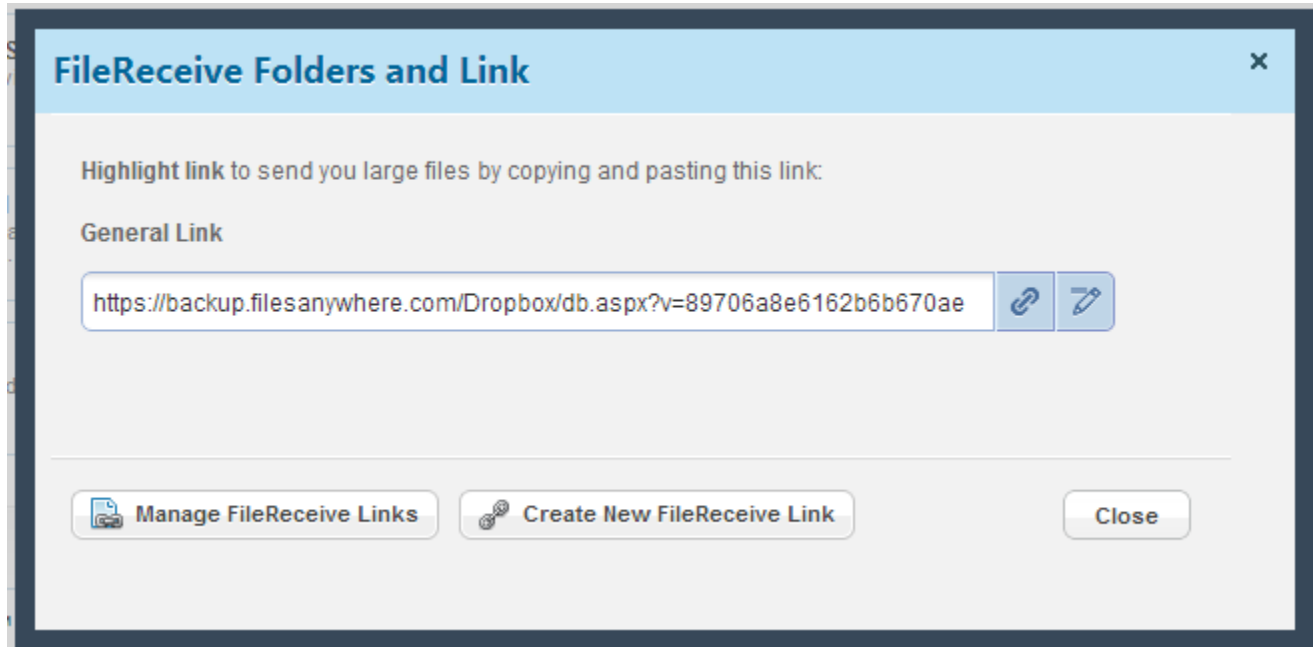 FileReceive Folders and Link
Highlight link to send you large files by copying and pasting this link:
General Link
https://backup.filesanywhere.com/Dropbox/db.aspx?v=89706a8e6162b6b670ae
Manage FileReceive Links
Create New FileReceive Link
Close